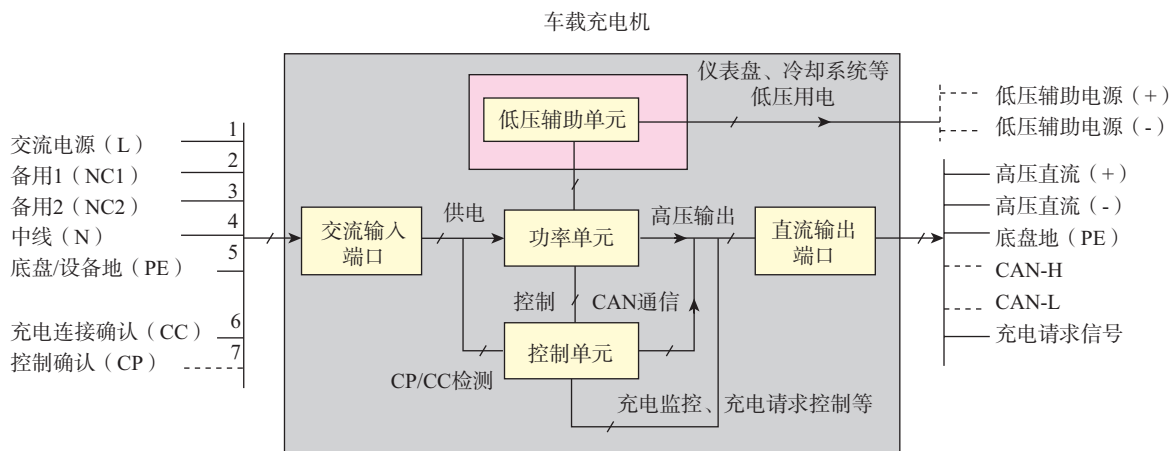 车载充电机
仪表盘、冷却系统等
低压用电
低压辅助单元
低压辅助电源（+）
低压辅助电源（-）
1
交流电源（L）
2
备用1（NC1）
3
备用2（NC2）
4
中线（N）
5
底盘/设备地（PE）
6
充电连接确认（CC）
7
控制确认（CP）
交流输入
端口
供电
功率单元
高压输出
直流输出
端口
控制
CAN通信
控制单元
CP/CC检测
充电监控、充电请求控制等
高压直流（+）
高压直流（-）
底盘地（PE）
CAN-H
CAN-L
充电请求信号